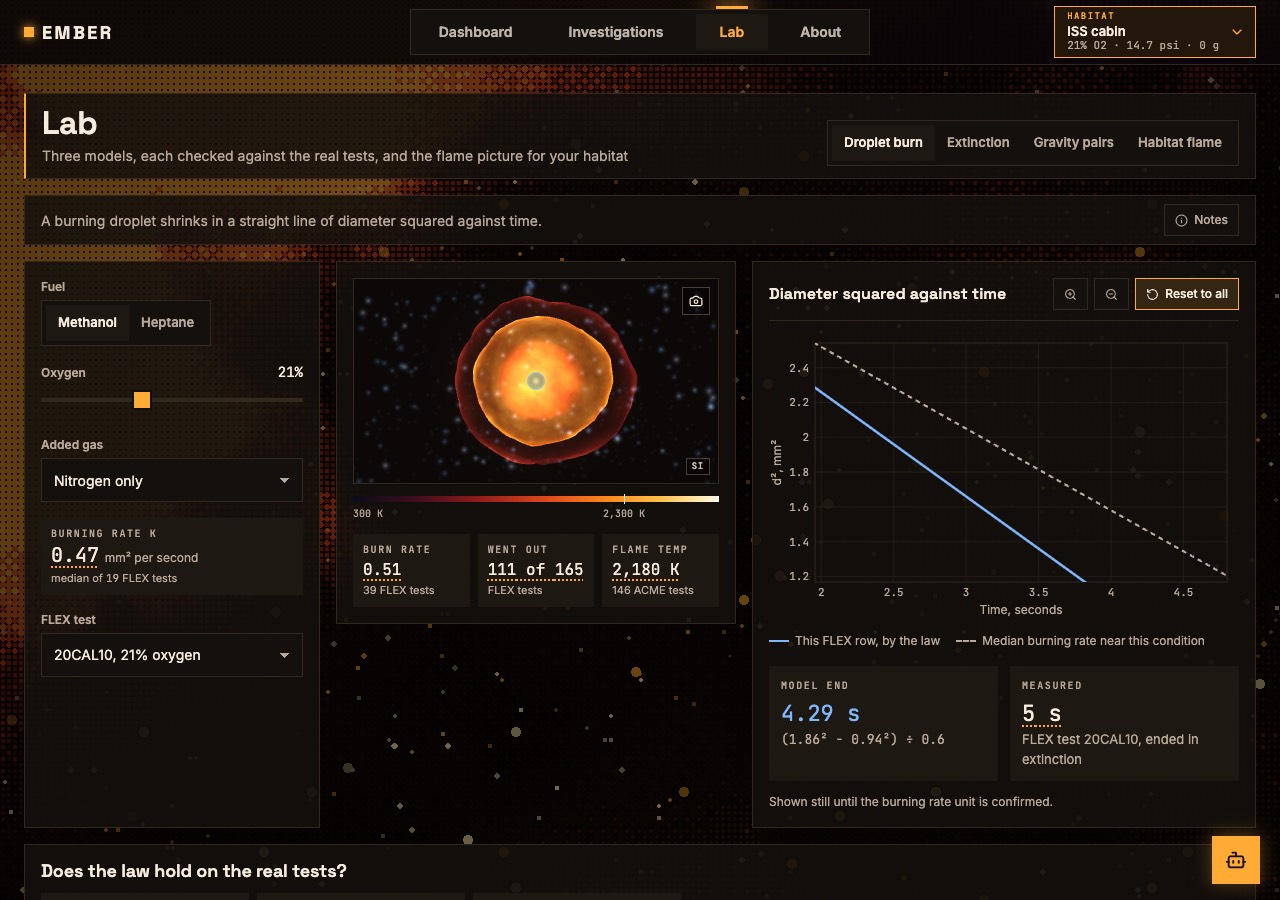 EMBER
Dashboard
Investigations
Lab
About
HABITAT
ISS cabin
21% O2 · 14.7 psi · 0 g
Lab
Three models, each checked against the real tests, and the flame picture for your habitat
Droplet burn
Extinction
Gravity pairs
Habitat flame
A burning droplet shrinks in a straight line of diameter squared against time.
Notes
Fuel
Methanol
Heptane
Oxygen
21%
Added gas
Nitrogen only
BURNING RATE K
0.47 mm² per second
median of 19 FLEX tests
FLEX test
20CAL10, 21% oxygen
SI
300 K
2,300 K
BURN RATE
0.51
39 FLEX tests
WENT OUT
111 of 165
FLEX tests
FLAME TEMP
2,180 K
146 ACME tests
Diameter squared against time
Reset to all
2.4
2.2
2
1.8
1.6
1.4
1.2
d², mm²
2
2.5
3
3.5
4
4.5
Time, seconds
This FLEX row, by the law
Median burning rate near this condition
MODEL END
4.29 s
(1.86² - 0.94²) ÷ 0.6
MEASURED
5 s
FLEX test 20CAL10, ended in
extinction
Shown still until the burning rate unit is confirmed.
Does the law hold on the real tests?